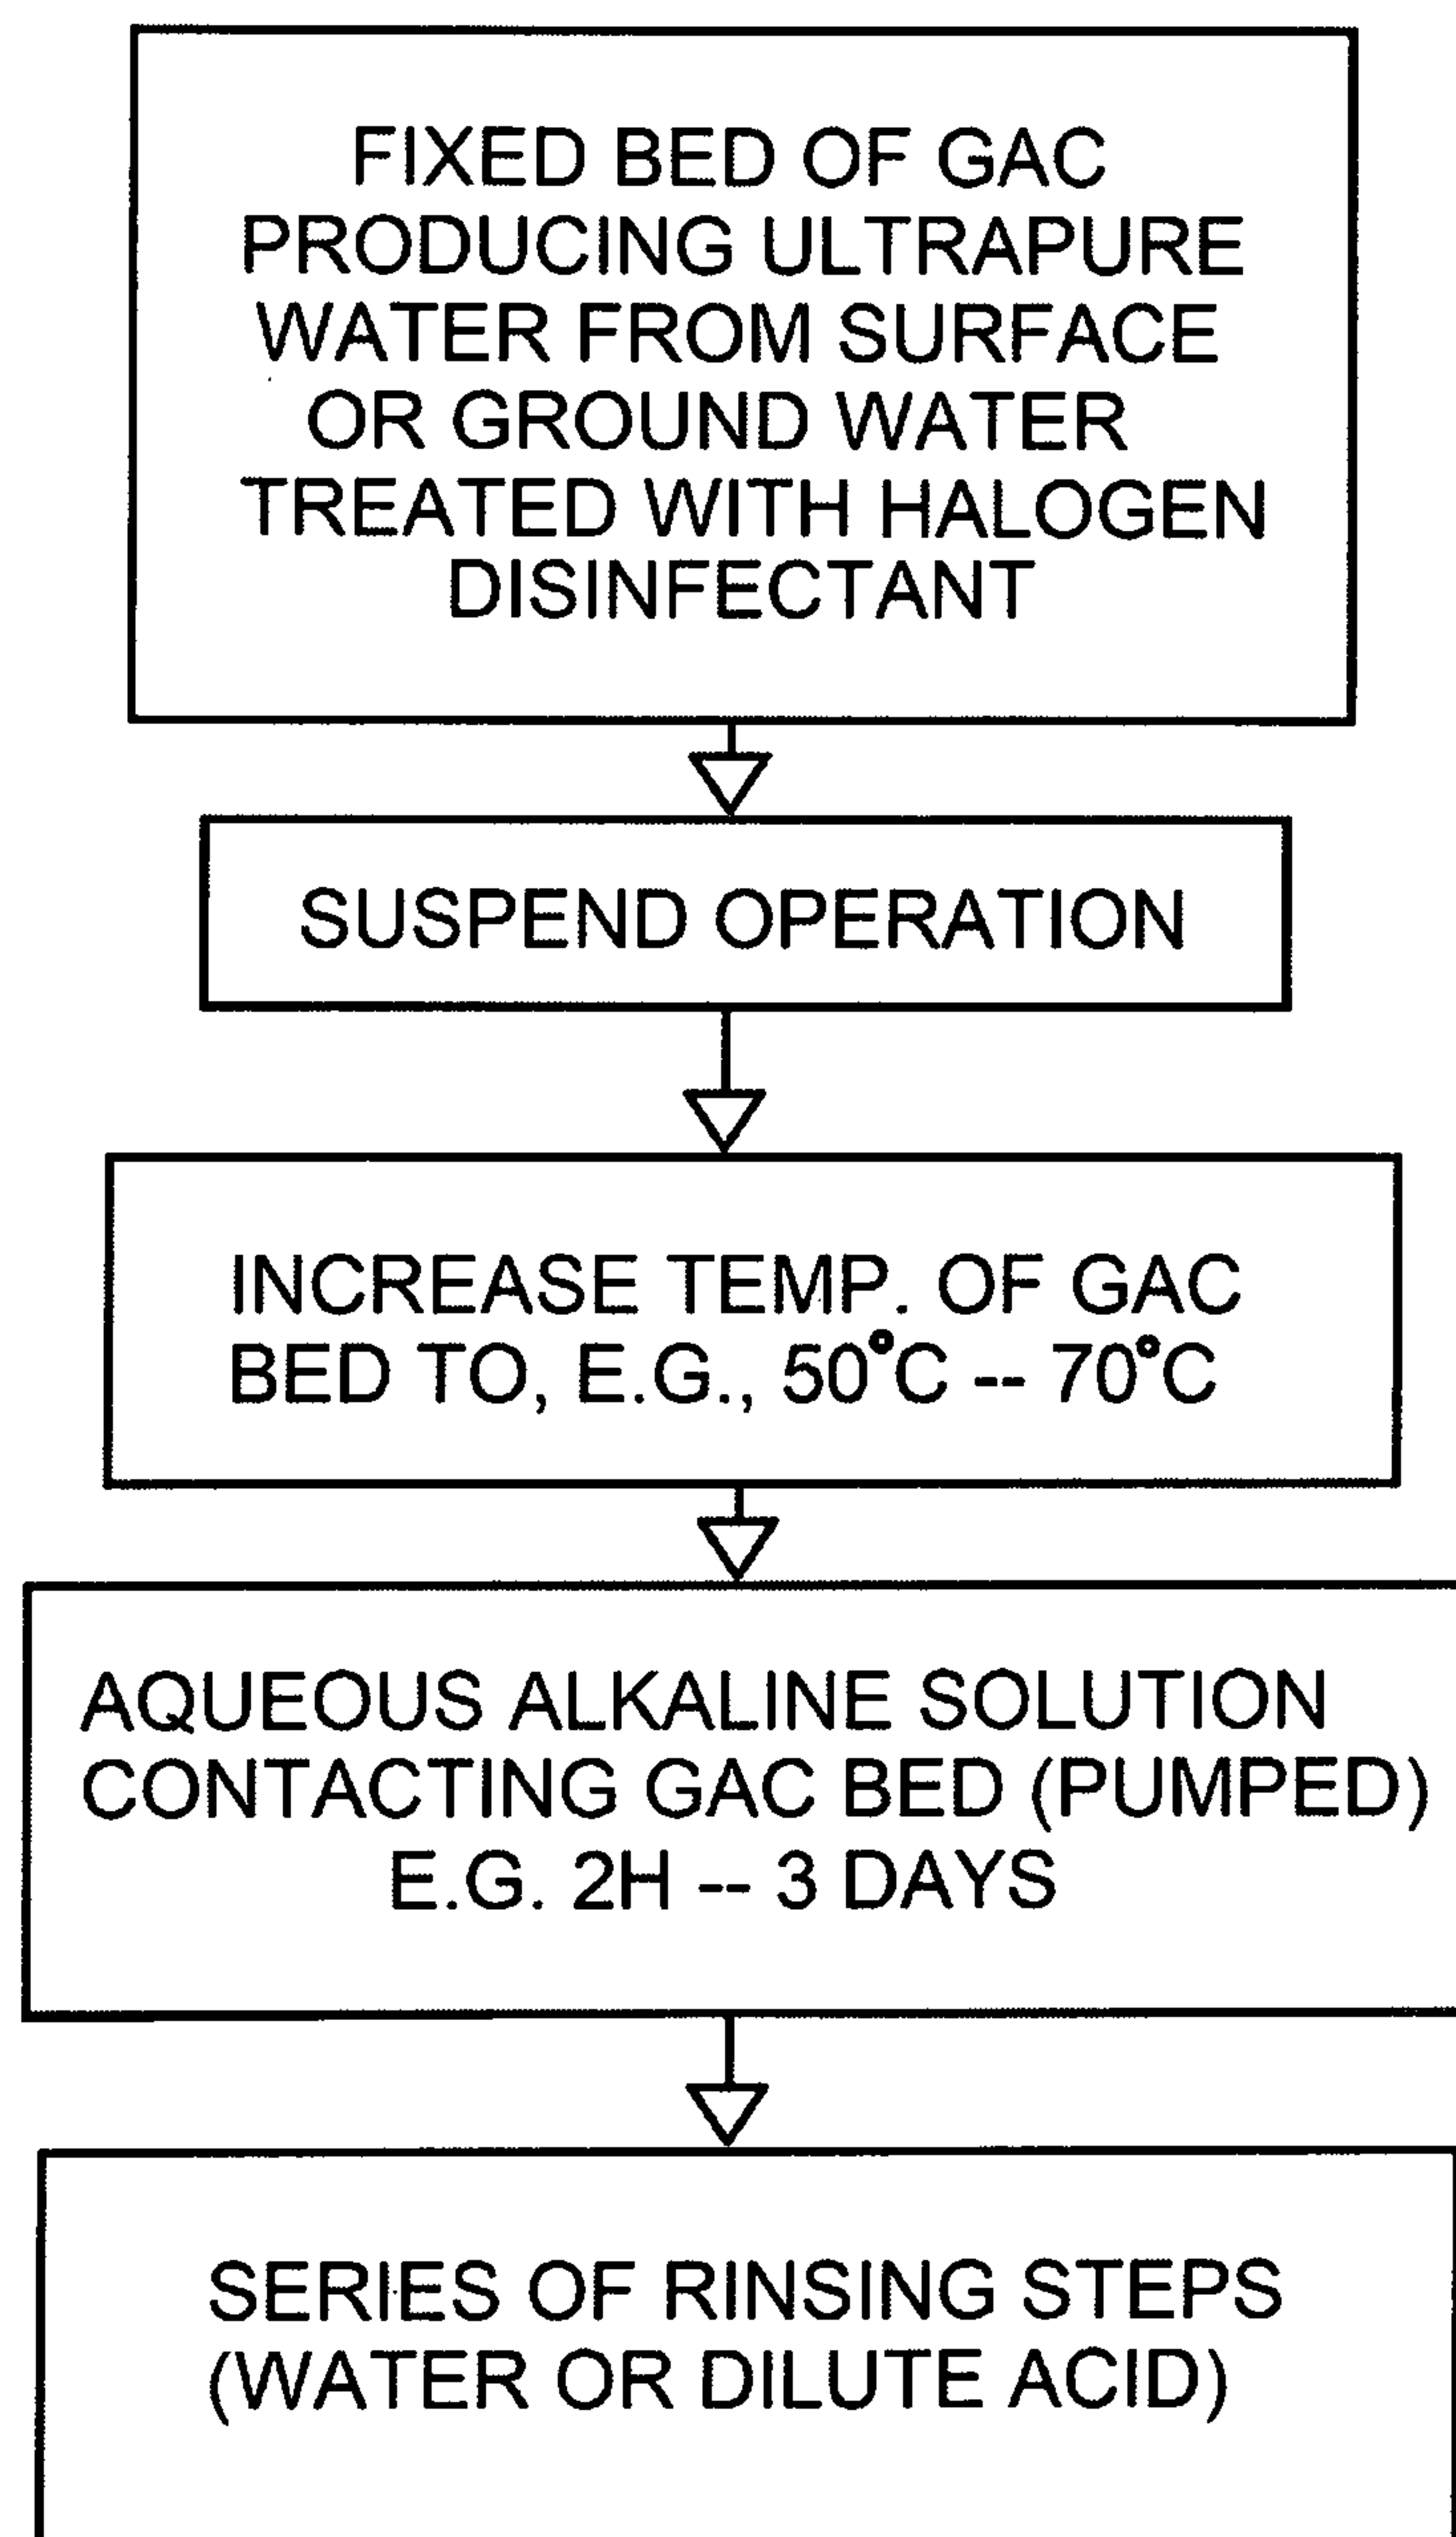 FIXED BED OF GAC
PRODUCING ULTRAPURE
WATER FROM SURFACE
OR GROUND WATER
TREATED WITH HALOGEN
DISINFECTANT
SUSPEND OPERATION
INCREASE TEMP. OF GAC
BED TO, E.G., 50°C -- 70°C
AQUEOUS ALKALINE SOLUTION
CONTACTING GAC BED (PUMPED)
E.G. 2H -- 3 DAYS
SERIES OF RINSING STEPS
(WATER OR DILUTE ACID)